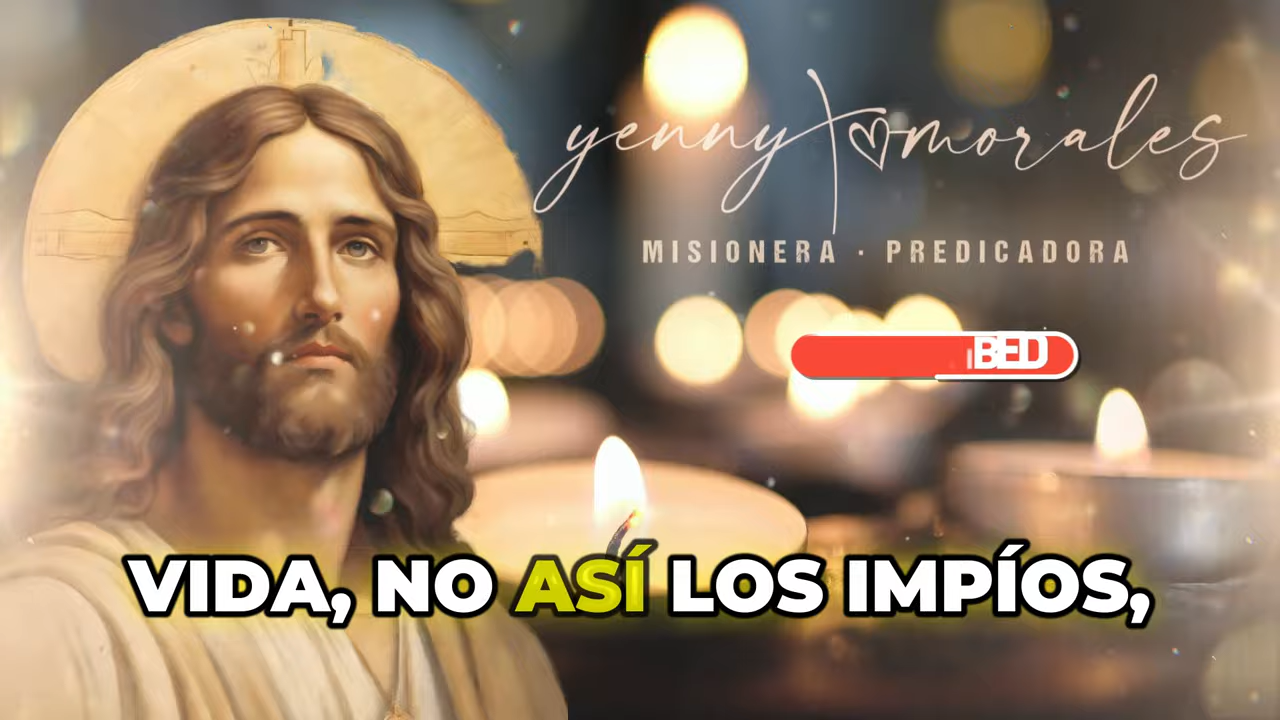 yenny morales
MISIONERA · PREDICADORA
BED
VIDA, NO ASÍ LOS IMPÍOS,